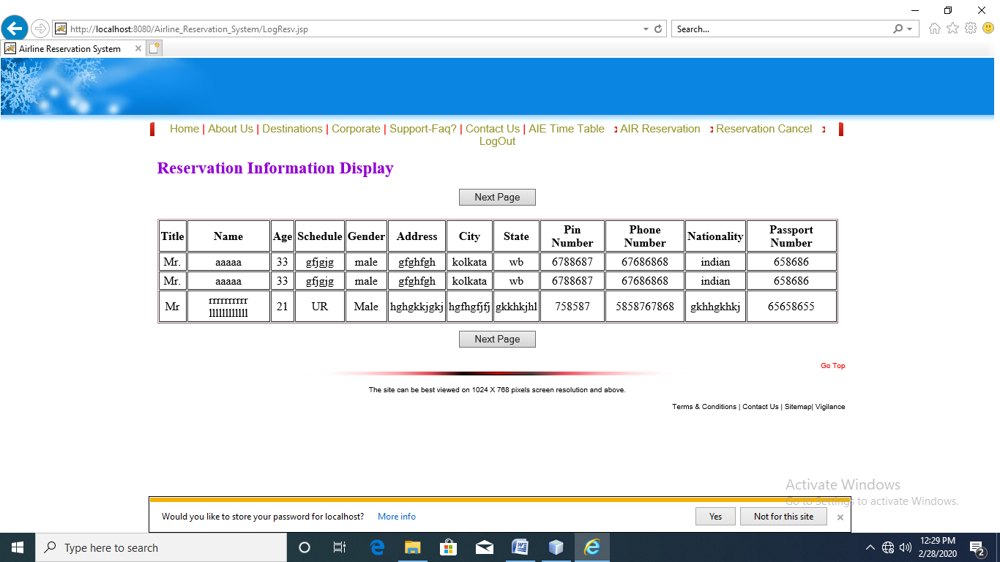 http://localhost:8080/Airline_Reservation_System/LogResv.jsp
Search...
Airline Reservation System
Home | About Us | Destinations | Corporate | Support-Faq? | Contact Us | AIE Time Table AIR Reservation Reservation Cancel
LogOut
Reservation Information Display
Next Page
Title Name Age Schedule Gender Address City State Pin Number Phone Number Nationality Passport Number
Mr. aaaaa 33 gfjgjg male gfghfgh kolkata wb 6788687 67686868 indian 658686
Mr. aaaaa 33 gfjgjg male gfghfgh kolkata wb 6788687 67686868 indian 658686
Mr rrrrrrrrrr llllllllllll 21 UR Male hghgkkjgkj hgfhgfjfj gkkhkjhl 758587 5858767868 gkhhgkhkj 65658655
Next Page
Go Top
The site can be best viewed on 1024 X 768 pixels screen resolution and above.
Terms & Conditions | Contact Us | Sitemap| Vigilance
Activate Windows
Go to Settings to activate Windows.
Would you like to store your password for localhost? More info Yes Not for this site
Type here to search
12:29 PM
2/28/2020
2